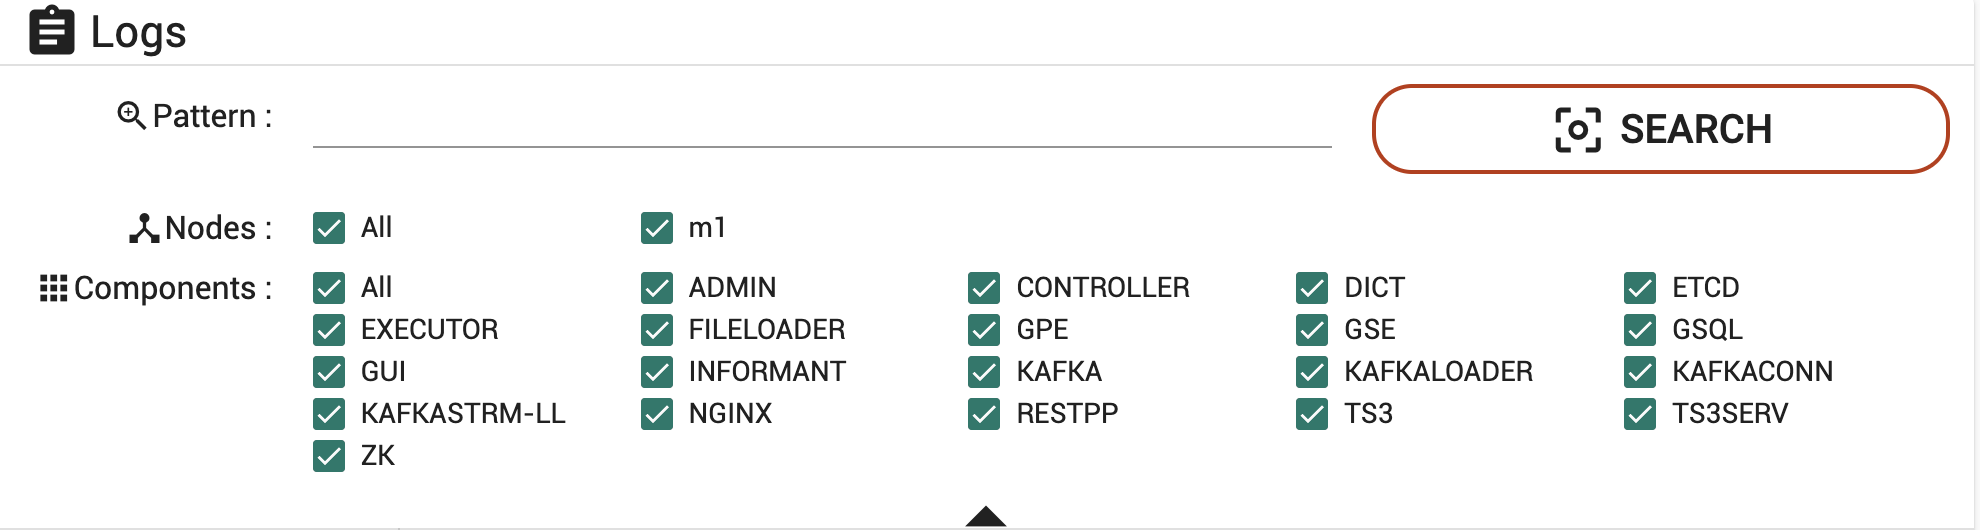 Logs
Pattern :
SEARCH
Nodes : All m1
Components : All ADMIN CONTROLLER DICT ETCD
EXECUTOR FILELOADER GPE GSE GSQL
GUI INFORMANT KAFKA KAFKALOADER KAFKACONN
KAFKASTRM-LL NGINX RESTPP TS3 TS3SERV
ZK